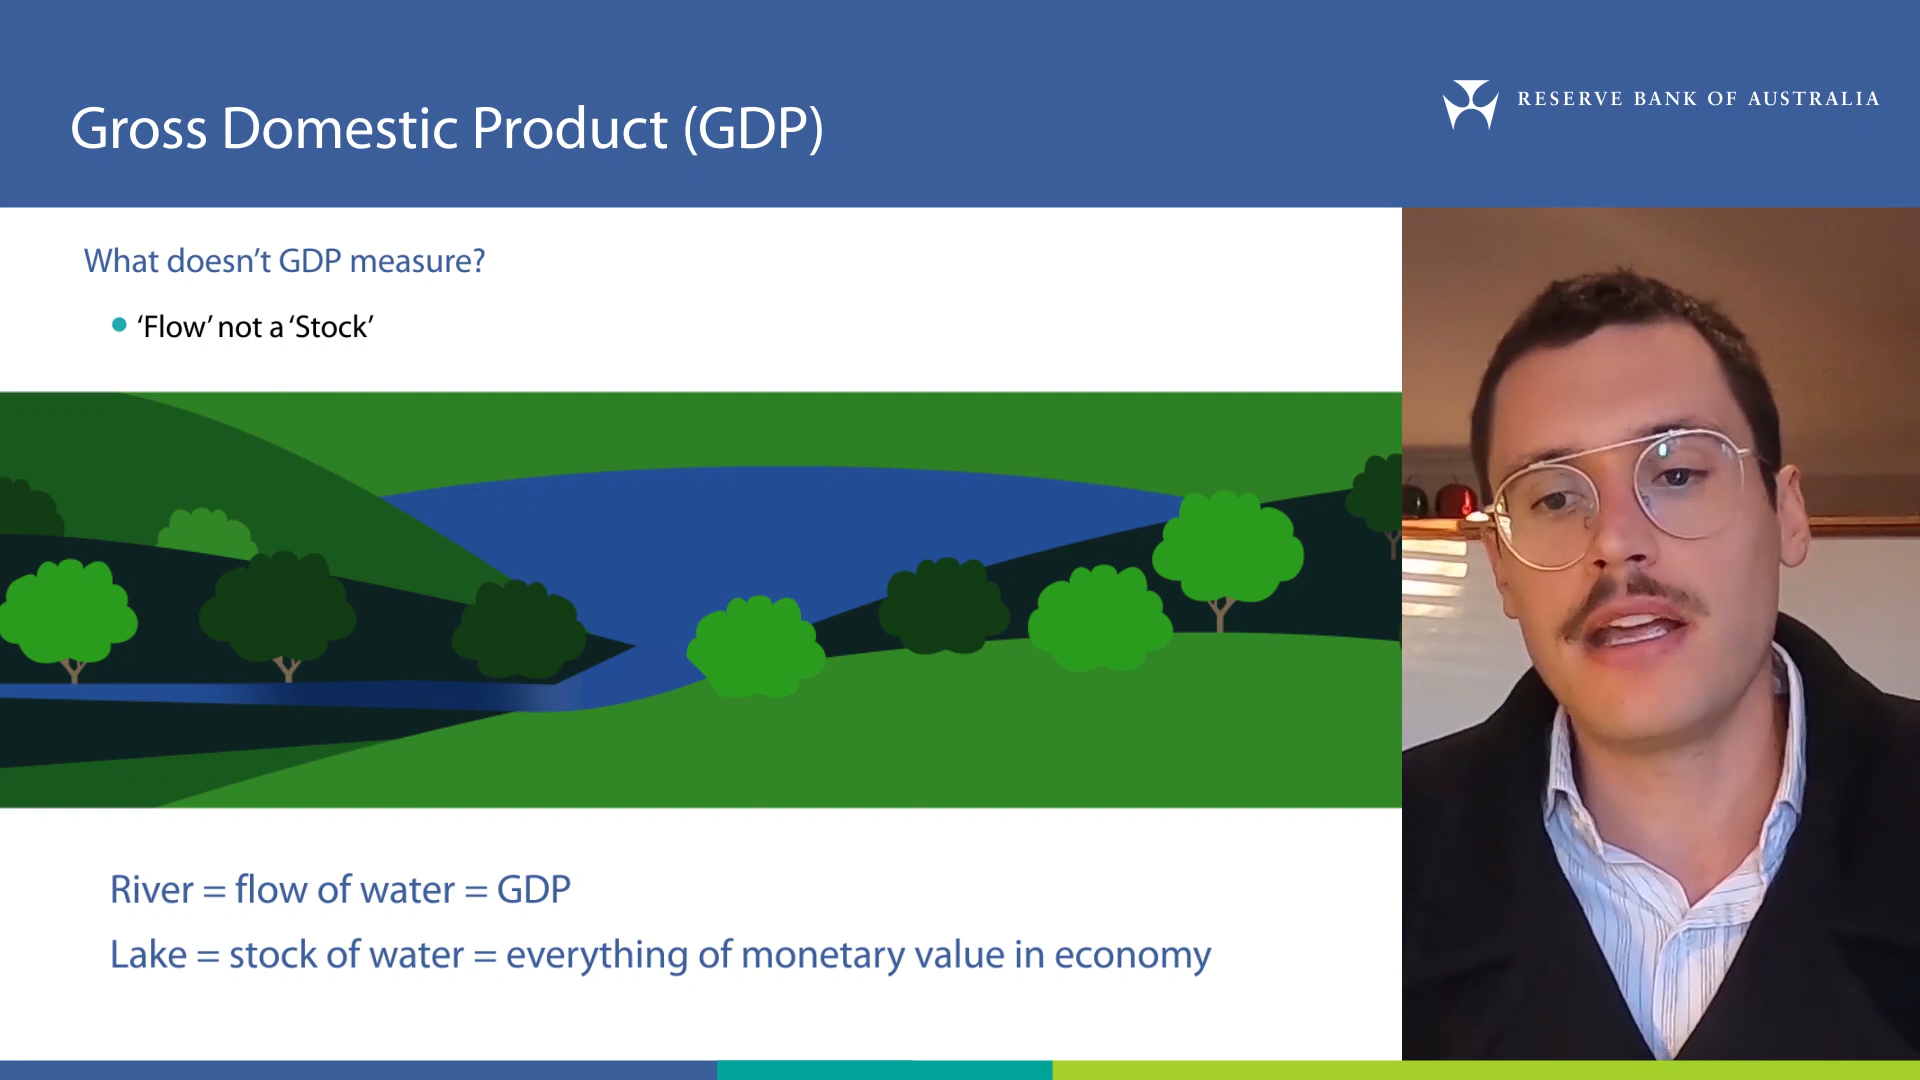 Gross Domestic Product (GDP)
RESERVE BANK OF AUSTRALIA
What doesn’t GDP measure?
‘Flow’ not a ‘Stock’
River = flow of water = GDP
Lake = stock of water = everything of monetary value in economy